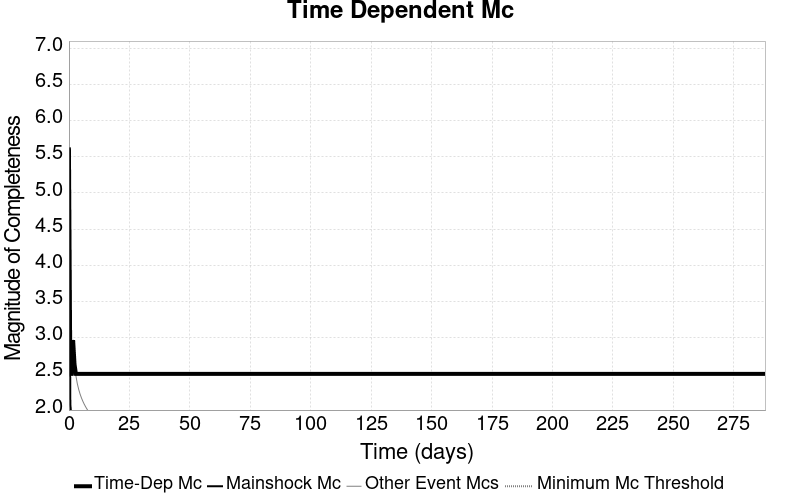 Time Dependent Mc
Magnitude of Completeness
7.0
6.5
6.0
5.5
5.0
4.5
4.0
3.5
3.0
2.5
2.0
0 25 50 75 100 125 150 175 200 225 250 275
Time (days)
Time-Dep Mc Mainshock Mc Other Event Mcs Minimum Mc Threshold